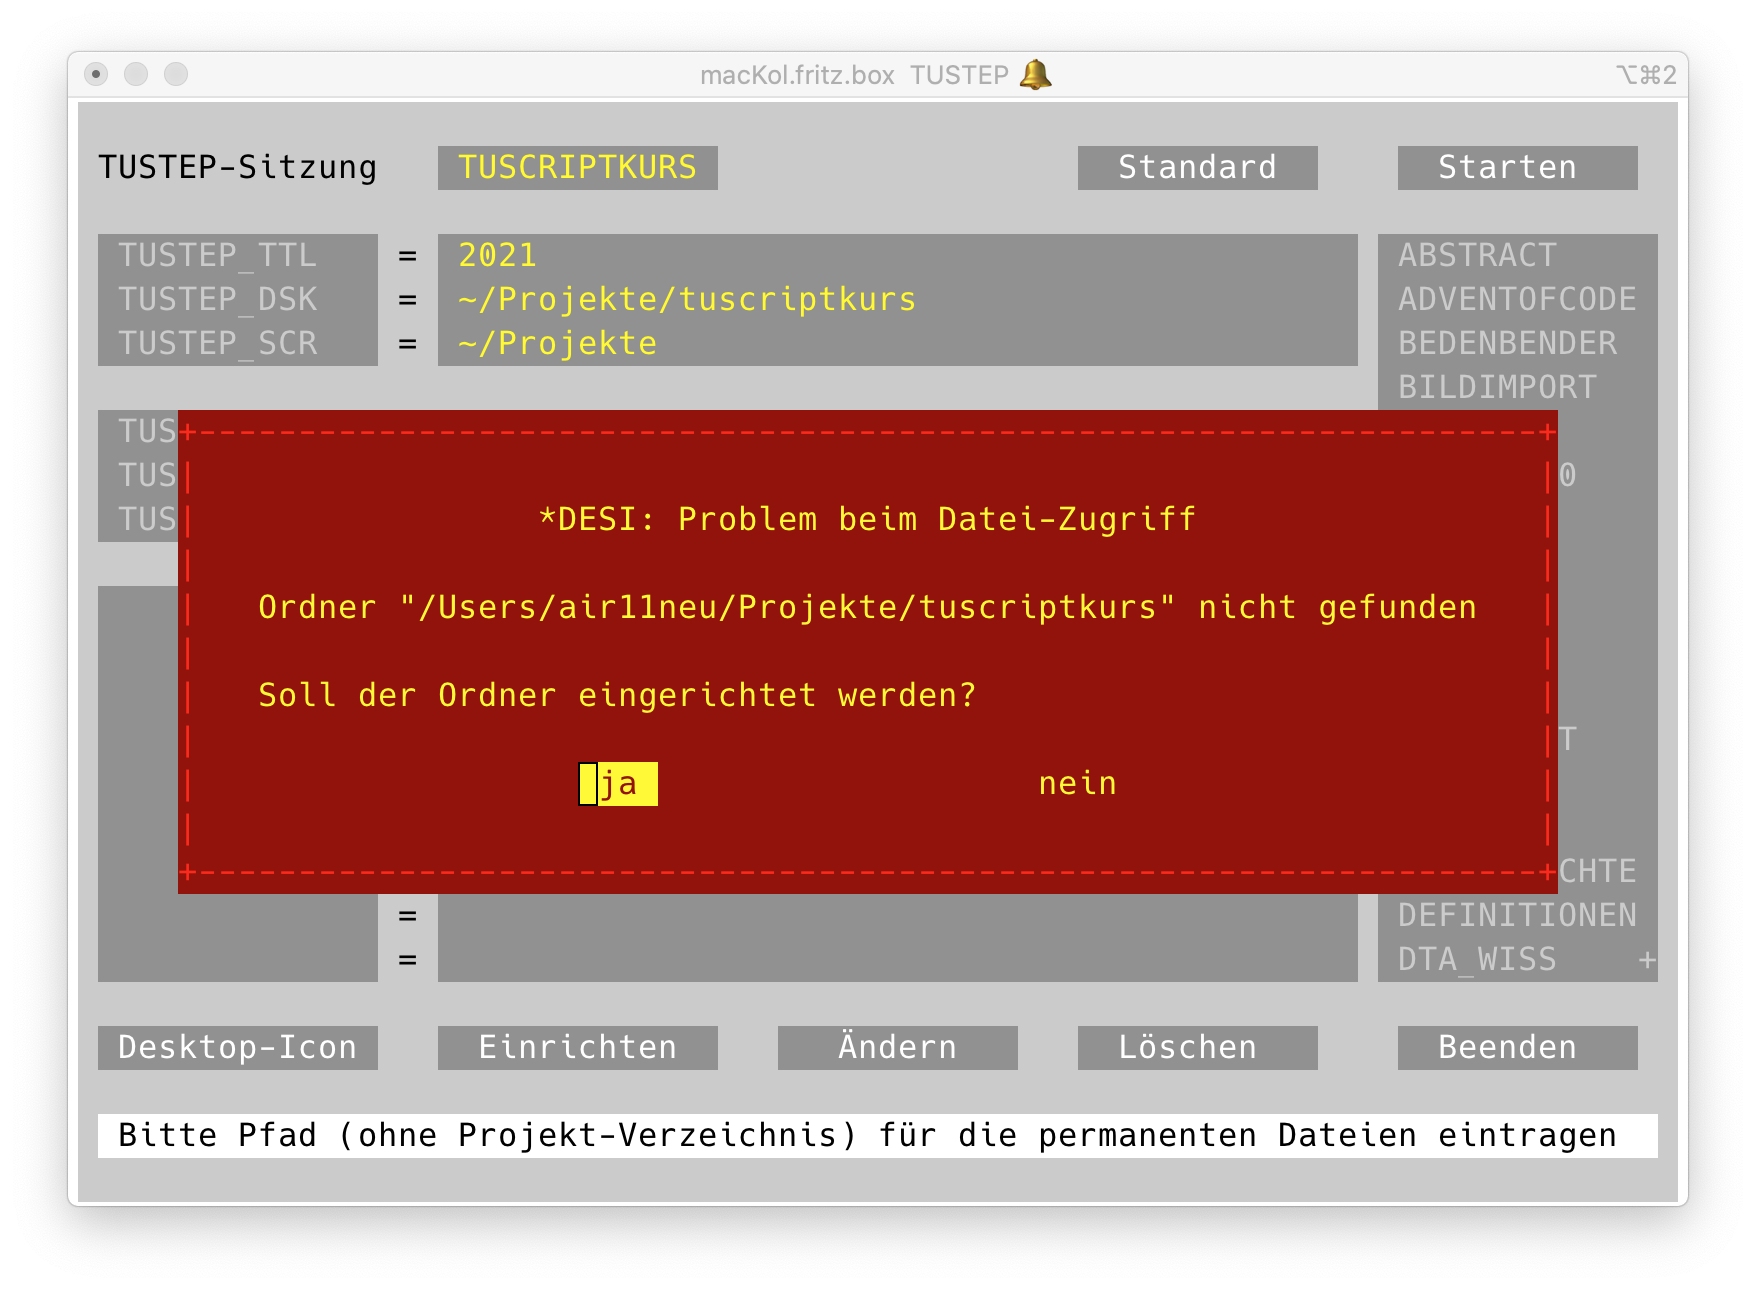 macKol.fritz.box TUSTEP 🔔 ⌥⌘2
TUSTEP-Sitzung TUSCRIPTKURS Standard Starten
TUSTEP_TTL = 2021
TUSTEP_DSK = ~/Projekte/tuscriptkurs
TUSTEP_SCR = ~/Projekte
ABSTRACT
ADVENTOFCODE
BEDENBENDER
BILDIMPORT
TUS
TUS 0
TUS
*DESI: Problem beim Datei-Zugriff
Ordner "/Users/air11neu/Projekte/tuscriptkurs" nicht gefunden
Soll der Ordner eingerichtet werden?
T
ja nein
CHTE
= DEFINITIONEN
= DTA_WISS +
Desktop-Icon Einrichten Ändern Löschen Beenden
Bitte Pfad (ohne Projekt-Verzeichnis) für die permanenten Dateien eintragen